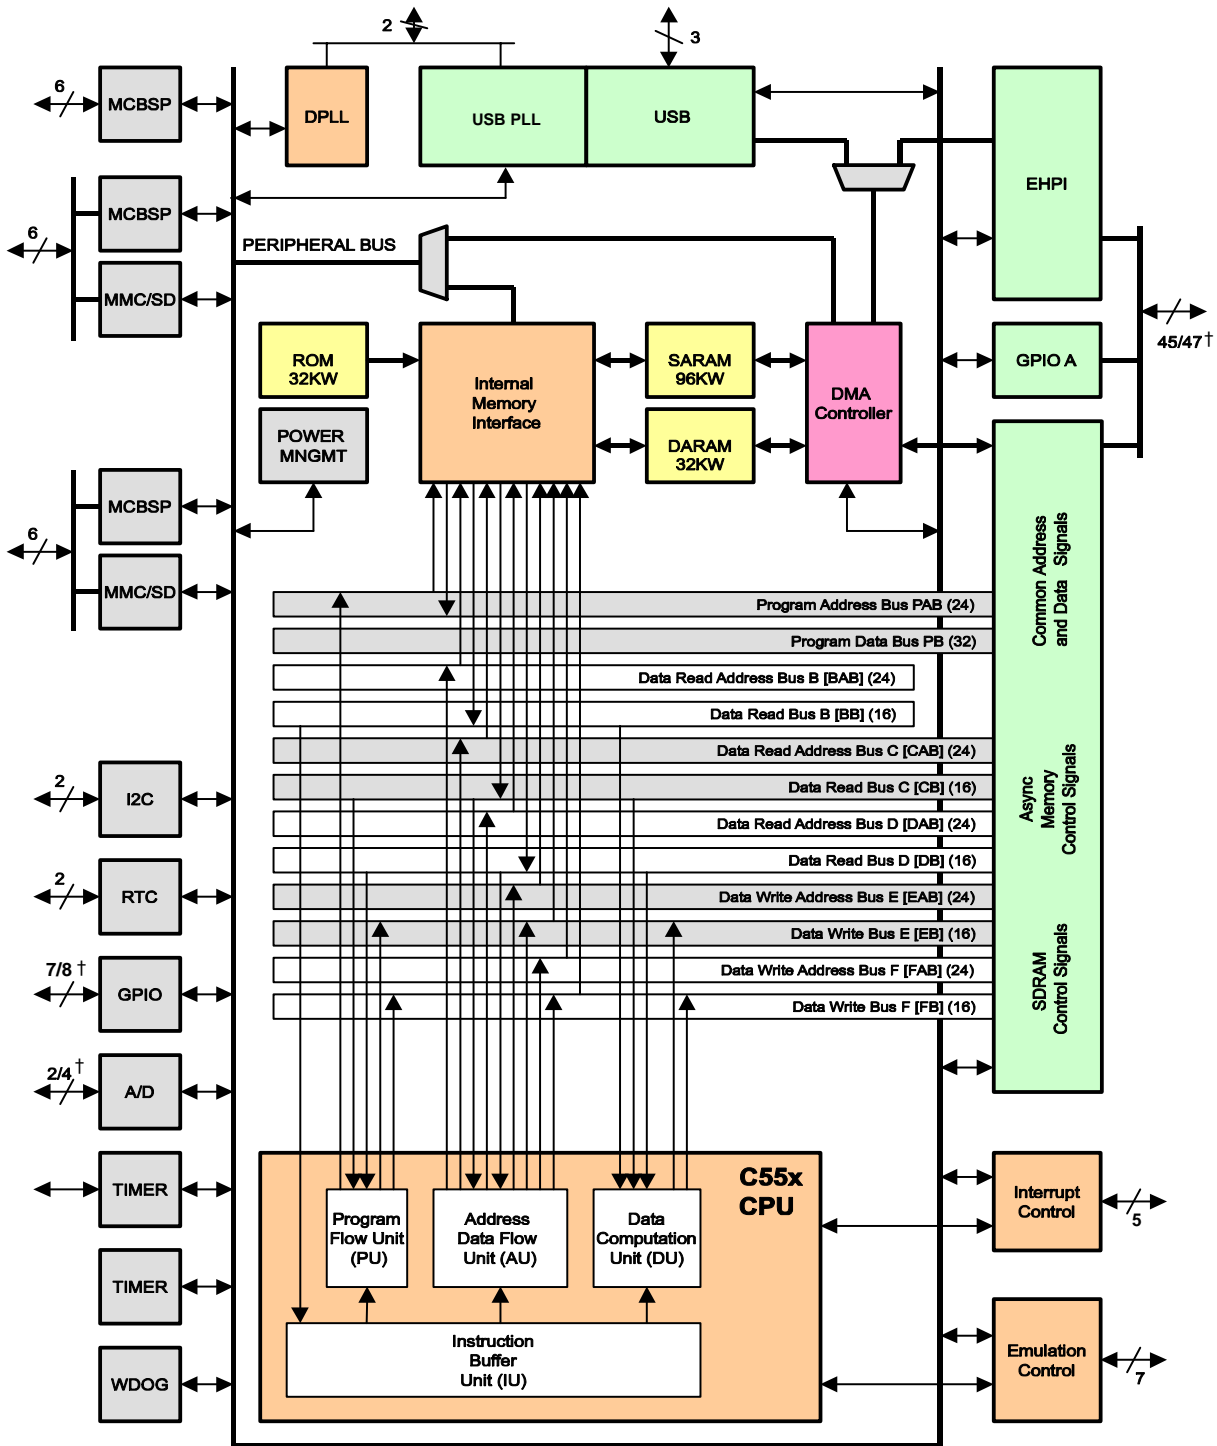 2
3
6
MCBSP
DPLL
USB PLL
USB
EHPI
MCBSP
6
PERIPHERAL BUS
MMC/SD
45/47†
ROM
32KW
Internal
Memory
Interface
SARAM
96KW
DMA
Controller
GPIO A
POWER
MNGMT
DARAM
32KW
MCBSP
6
MMC/SD
Common Address
and Data Signals
Program Address Bus PAB (24)
Program Data Bus PB (32)
Data Read Address Bus B [BAB] (24)
Data Read Bus B [BB] (16)
Data Read Address Bus C [CAB] (24)
Data Read Bus C [CB] (16)
Data Read Address Bus D [DAB] (24)
Data Read Bus D [DB] (16)
Data Write Address Bus E [EAB] (24)
Data Write Bus E [EB] (16)
Data Write Address Bus F [FAB] (24)
Data Write Bus F [FB] (16)
Async
Memory
Control Signals
SDRAM
Control Signals
2
I2C
2
RTC
7/8 †
GPIO
2/4 †
A/D
TIMER
TIMER
WDOG
C55x
CPU
Program
Flow Unit
(PU)
Address
Data Flow
Unit (AU)
Data
Computation
Unit (DU)
Instruction
Buffer
Unit (IU)
Interrupt
Control
5
Emulation
Control
7